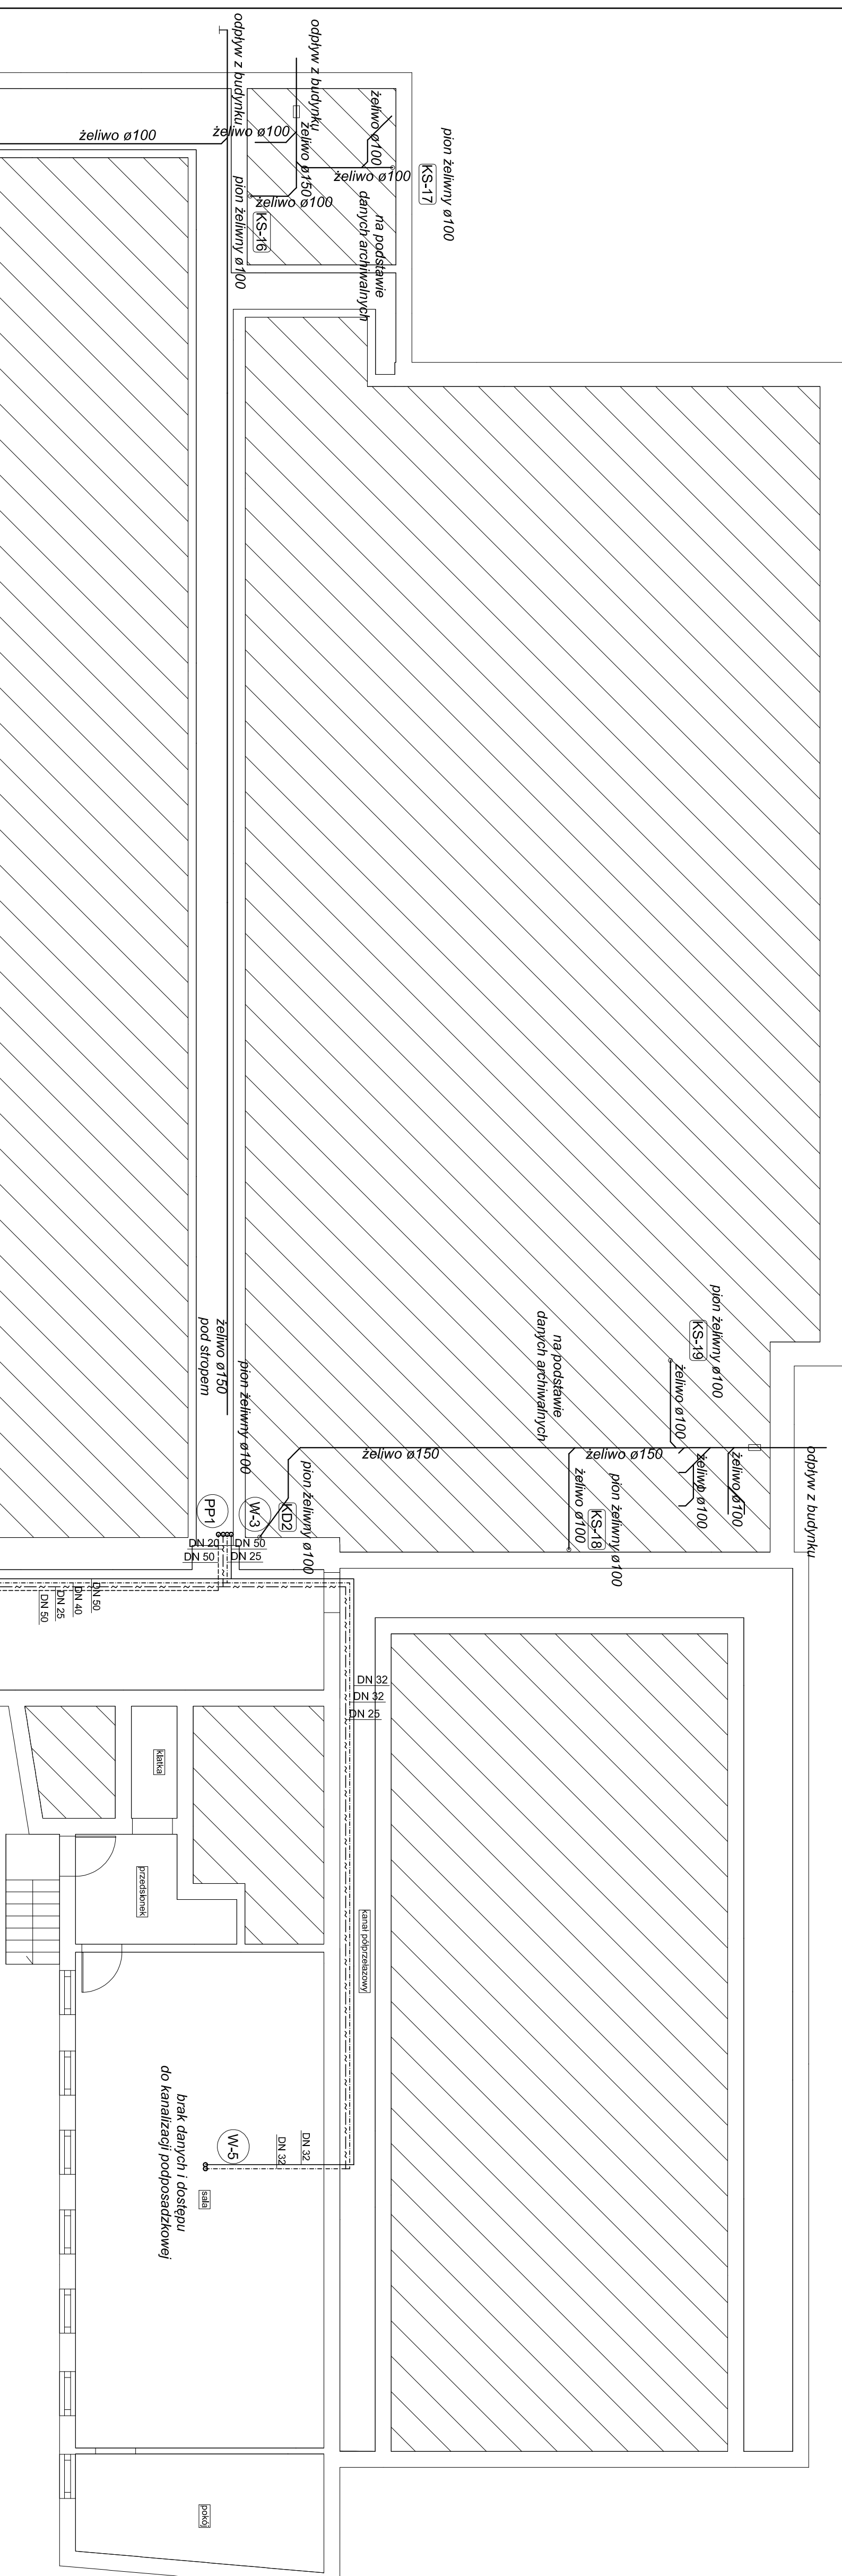 odpływ z budynku
odpływ z budynku
żeliwo ø100
żeliwo ø100
żeliwo ø150
żeliwo ø100
żeliwo ø100
żeliwo ø100
KS-17
pion żeliwny ø100
KS-16
pion żeliwny ø100
na podstawie
danych archiwalnych
pion żeliwny ø100
KS-19
żeliwo ø100
na podstawie
danych archiwalnych
żeliwo ø150
pod stropem
pion żeliwny ø100
żeliwo ø150
żeliwo ø150
żeliwo ø100
żeliwo ø100
odpływ z budynku
żeliwo ø100
KS-18
pion żeliwny ø100
pion żeliwny ø100
KD2
W-3
PP1
DN 20
DN 50
DN 50
DN 25
DN 50
DN 40
DN 25
DN 50
DN 32
DN 32
DN 25
klatka
przedsionek
kanał półprzełazowy
brak danych i dostępu
do kanalizacji podposadzkowej
W-5
DN 32
DN 32
sala
pokój